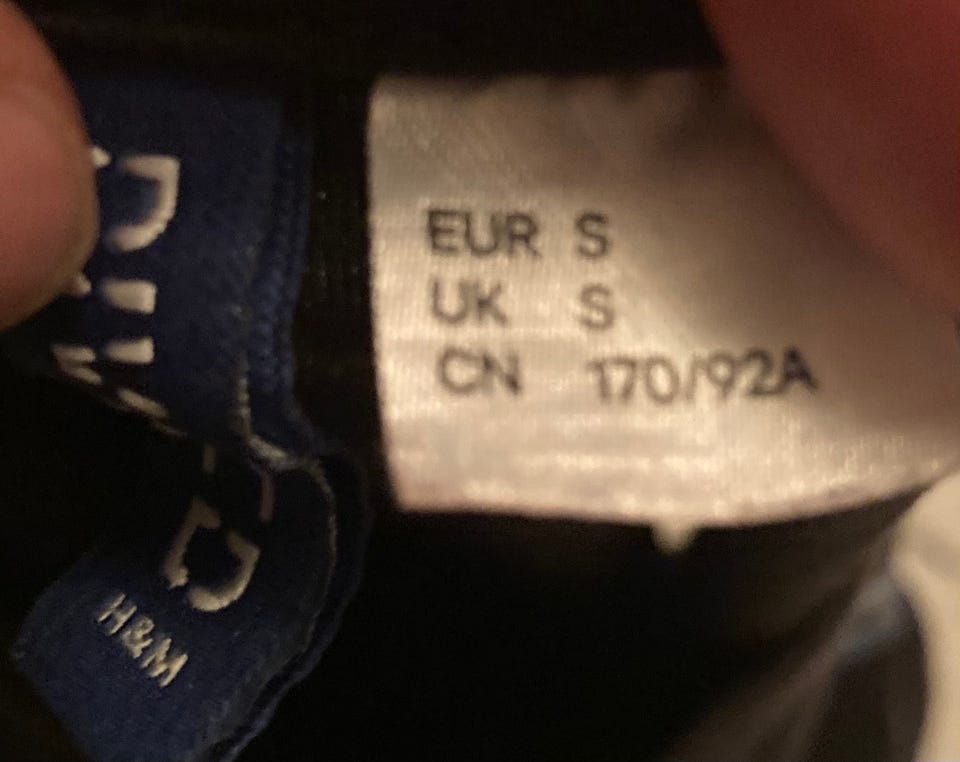 EUR S
UK S
CN 170/92A
H&M